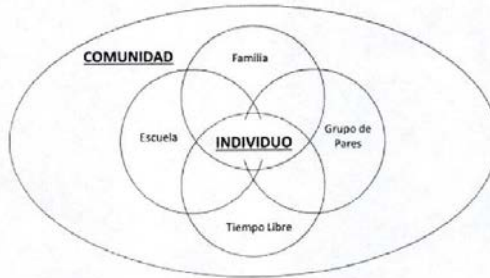 COMUNIDAD
Familia
Escuela
INDIVIDUO
Grupo de
Pares
Tiempo Libre